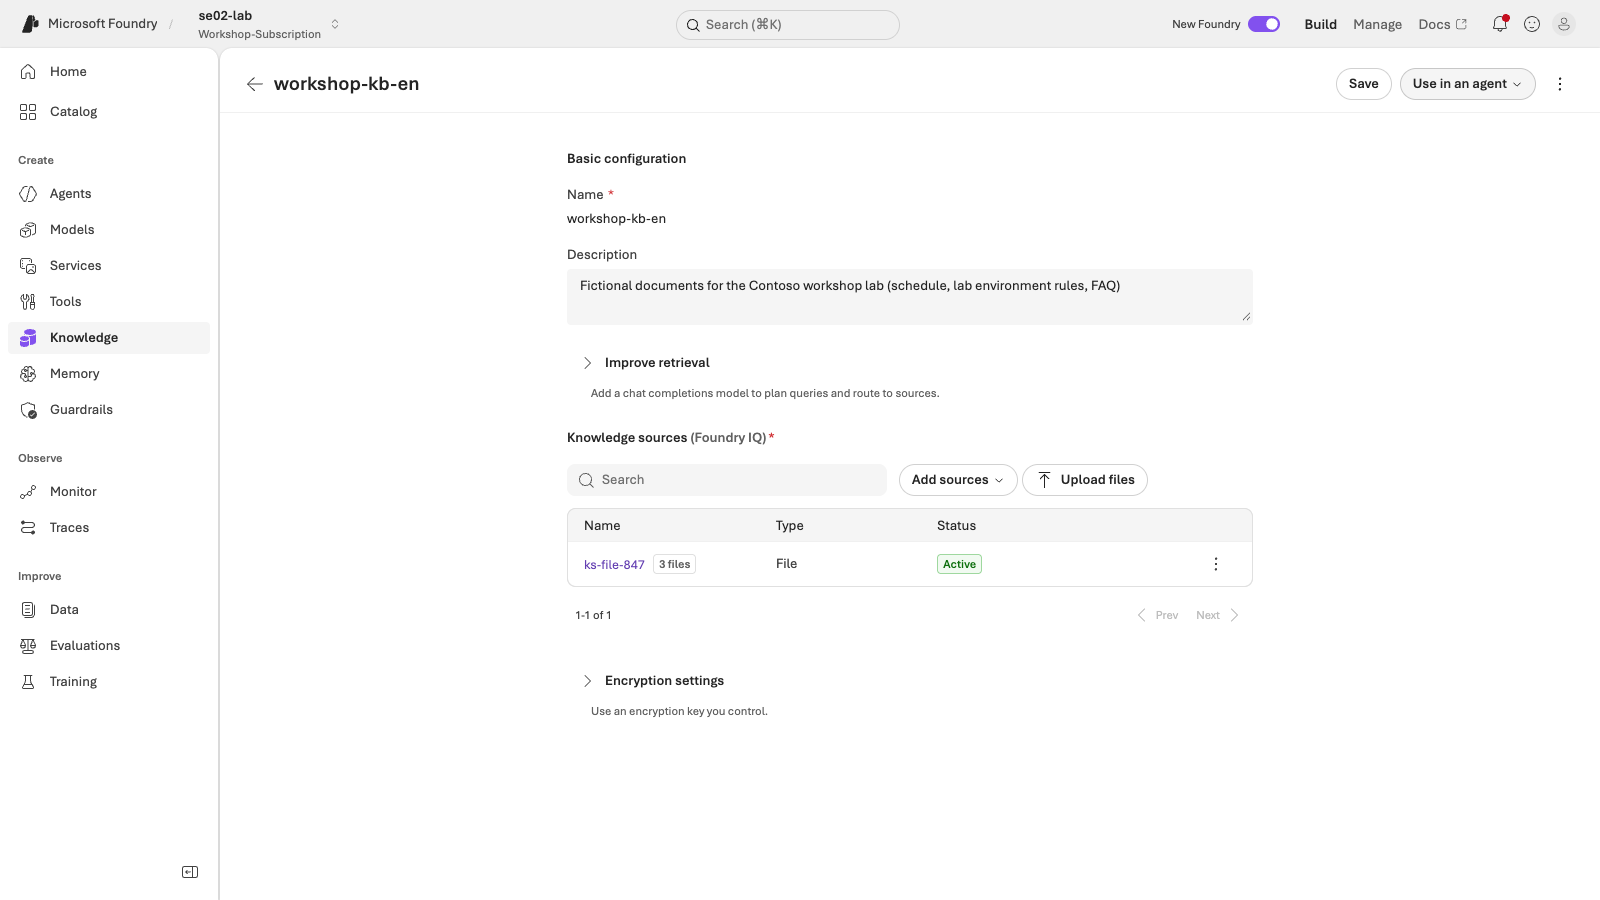 Microsoft Foundry / se02-lab
Workshop-Subscription
Search (⌘K)
New Foundry
Build
Manage
Docs
Home
Catalog
Create
Agents
Models
Services
Tools
Knowledge
Memory
Guardrails
Observe
Monitor
Traces
Improve
Data
Evaluations
Training
workshop-kb-en
Save
Use in an agent
Basic configuration
Name *
workshop-kb-en
Description
Fictional documents for the Contoso workshop lab (schedule, lab environment rules, FAQ)
Improve retrieval
Add a chat completions model to plan queries and route to sources.
Knowledge sources (Foundry IQ) *
Search
Add sources
Upload files
Name Type Status
ks-file-847 3 files File Active
1-1 of 1
Prev Next
Encryption settings
Use an encryption key you control.